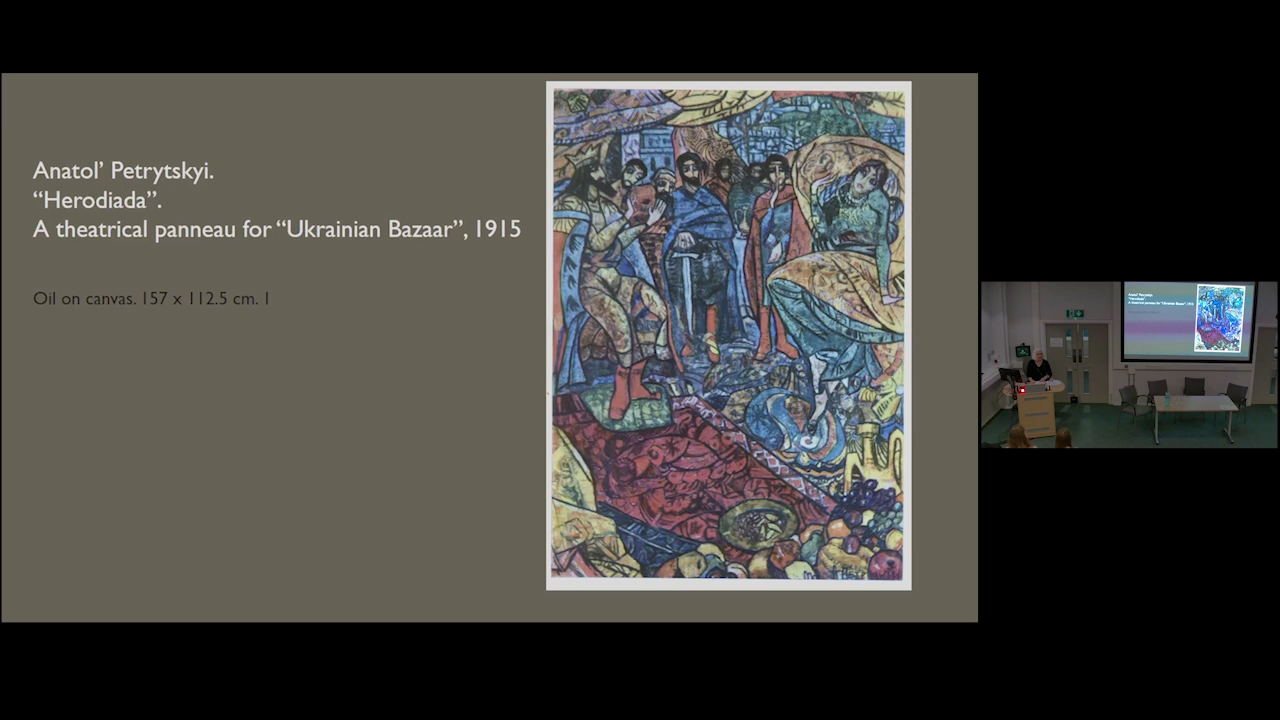 Anatol’ Petrytskyi.
“Herodiada”.
A theatrical panneau for “Ukrainian Bazaar”, 1915
Oil on canvas. 157 x 112.5 cm. I